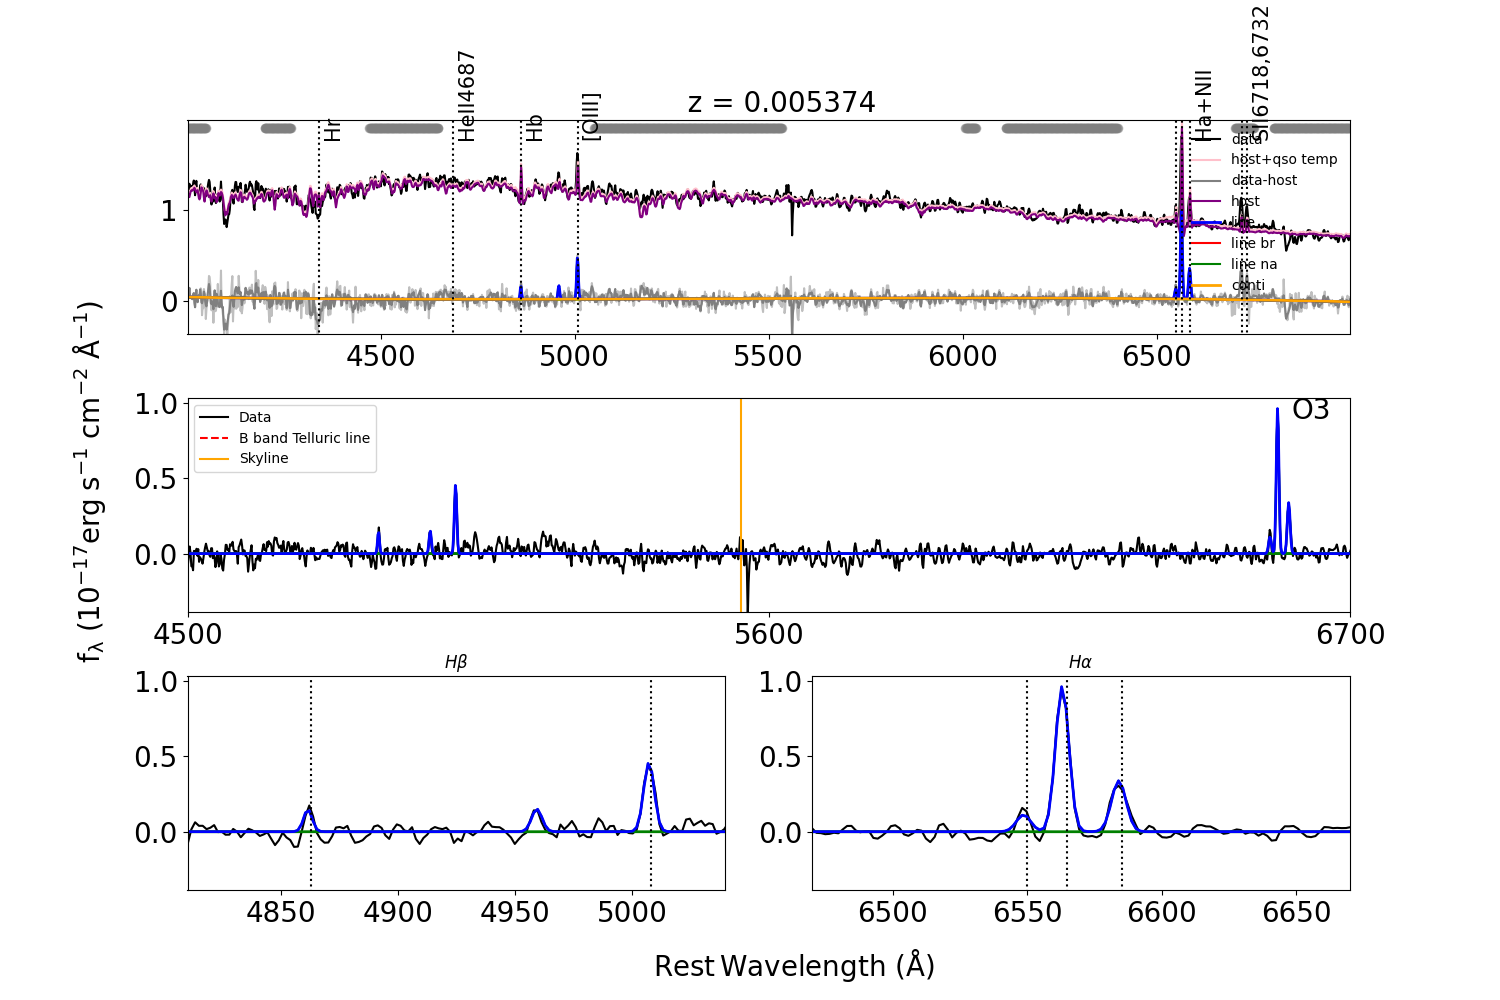 z = 0.005374
Hr
HeII4687
Hb
[OIII]
Ha+NII
SII6718,6732
data
host+qso temp
data-host
host
line
line br
line na
conti
1
0
4500
5000
5500
6000
6500
fλ (10⁻¹⁷erg s⁻¹ cm⁻² Å⁻¹)
1.0
0.5
0.0
Data
B band Telluric line
Skyline
O3
4500
5600
6700
Hβ
1.0
0.5
0.0
4850
4900
4950
5000
Hα
1.0
0.5
0.0
6500
6550
6600
6650
Rest Wavelength (Å)